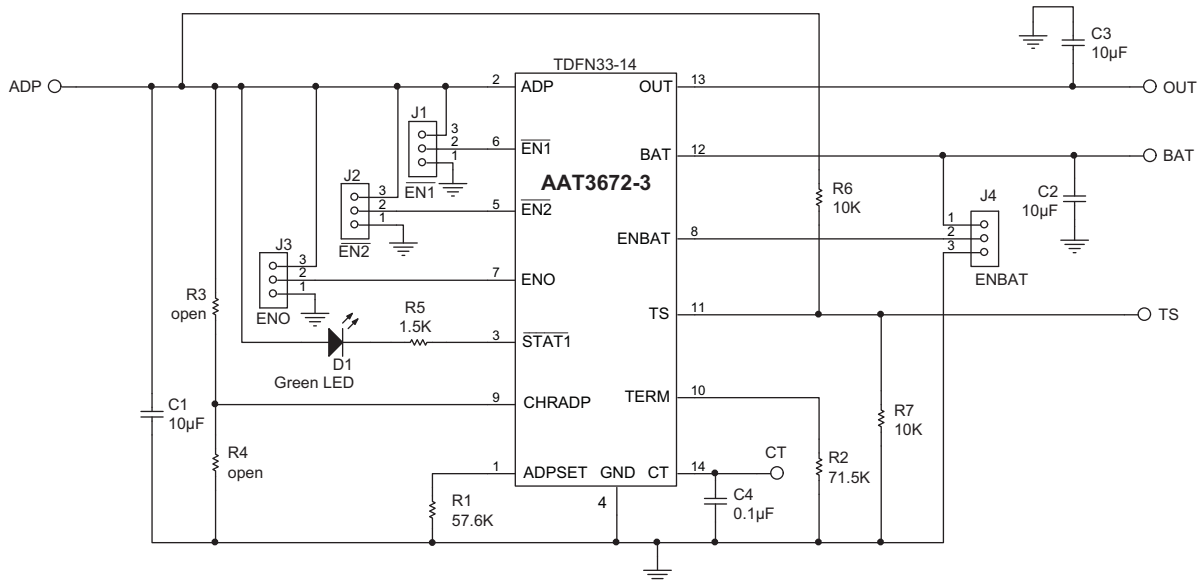 C3
10µF
TDFN33-14
ADP
2
ADP
OUT
13
OUT
J1
3
2
1
6
EN1
EN1
BAT
12
BAT
AAT3672-3
J2
3
2
1
5
EN2
EN2
R6
10K
C2
10µF
J4
1
2
3
ENBAT
8
ENBAT
J3
3
2
1
7
ENO
ENO
R3
open
R5
1.5K
TS
11
TS
3
STAT1
D1
Green LED
TERM
10
9
CHRADP
C1
10µF
R7
10K
R4
open
CT
R2
71.5K
1
ADPSET
GND
CT
14
4
R1
57.6K
C4
0.1µF